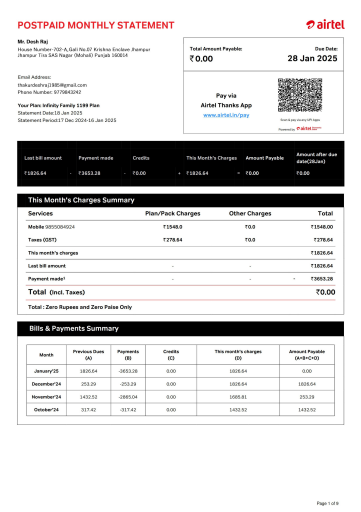 POSTPAID MONTHLY STATEMENT
airtel
Mr. Desh Raj
House Number-702-A,Gali No.07 Krishna Enclave Jhampur
Jhampur Tila SAS Nagar (Mohali) Punjab 160014
Total Amount Payable:
₹0.00
Due Date:
28 Jan 2025
Email Address:
thakurdeshraj1985@gmail.com
Phone Number: 9779843242
Your Plan: Infinity Family 1199 Plan
Statement Date:18 Jan 2025
Statement Period:17 Dec 2024-16 Jan 2025
Pay via
Airtel Thanks App
www.airtel.in/pay
Scan & pay via any UPI Apps
Powered by airtel
Last bill amount Payment made Credits This Month's Charges Amount Payable Amount after due date(28Jan)
₹1826.64 - ₹3653.28 - ₹0.00 + ₹1826.64 = ₹0.00 ₹0.00
This Month's Charges Summary
Services Plan/Pack Charges Other Charges Total
Mobile 9855084924 ₹1548.0 ₹0.0 ₹1548.00
Taxes (GST) ₹278.64 ₹0.0 ₹278.64
This month's charges ₹1826.64
Last bill amount - - ₹1826.64
Payment made¹ - - - ₹3653.28
Total (Incl. Taxes) ₹0.00
Total : Zero Rupees and Zero Paise Only
Bills & Payments Summary
Month Previous Dues (A) Payments (B) Credits (C) This month's charges (D) Amount Payable (A+B+C+D)
January'25 1826.64 -3653.28 0.00 1826.64 0.00
December'24 253.29 -253.29 0.00 1826.64 1826.64
November'24 1432.52 -2865.04 0.00 1685.81 253.29
October'24 317.42 -317.42 0.00 1432.52 1432.52
Page 1 of 8